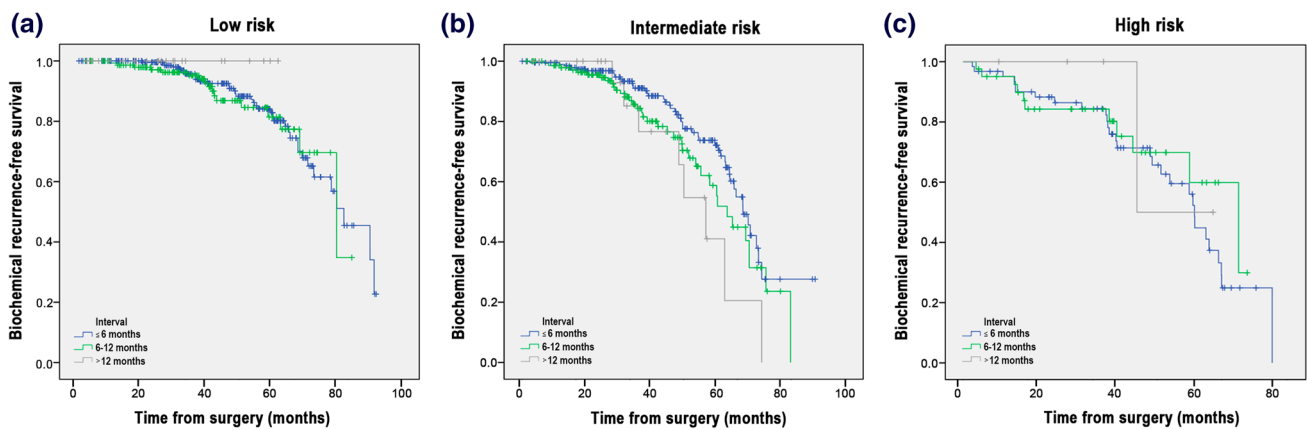 (a)
Low risk
Biochemical recurrence-free survival
1.0
0.8
0.6
0.4
0.2
0.0
Interval
≤ 6 months
6-12 months
>12 months
0 20 40 60 80 100
Time from surgery (months)
(b)
Intermediate risk
Biochemical recurrence-free survival
1.0
0.8
0.6
0.4
0.2
0.0
Interval
≤ 6 months
6-12 months
>12 months
0 20 40 60 80 100
Time from surgery (months)
(c)
High risk
Biochemical recurrence-free survival
1.0
0.8
0.6
0.4
0.2
0.0
Interval
≤ 6 months
6-12 months
>12 months
0 20 40 60 80
Time from surgery (months)